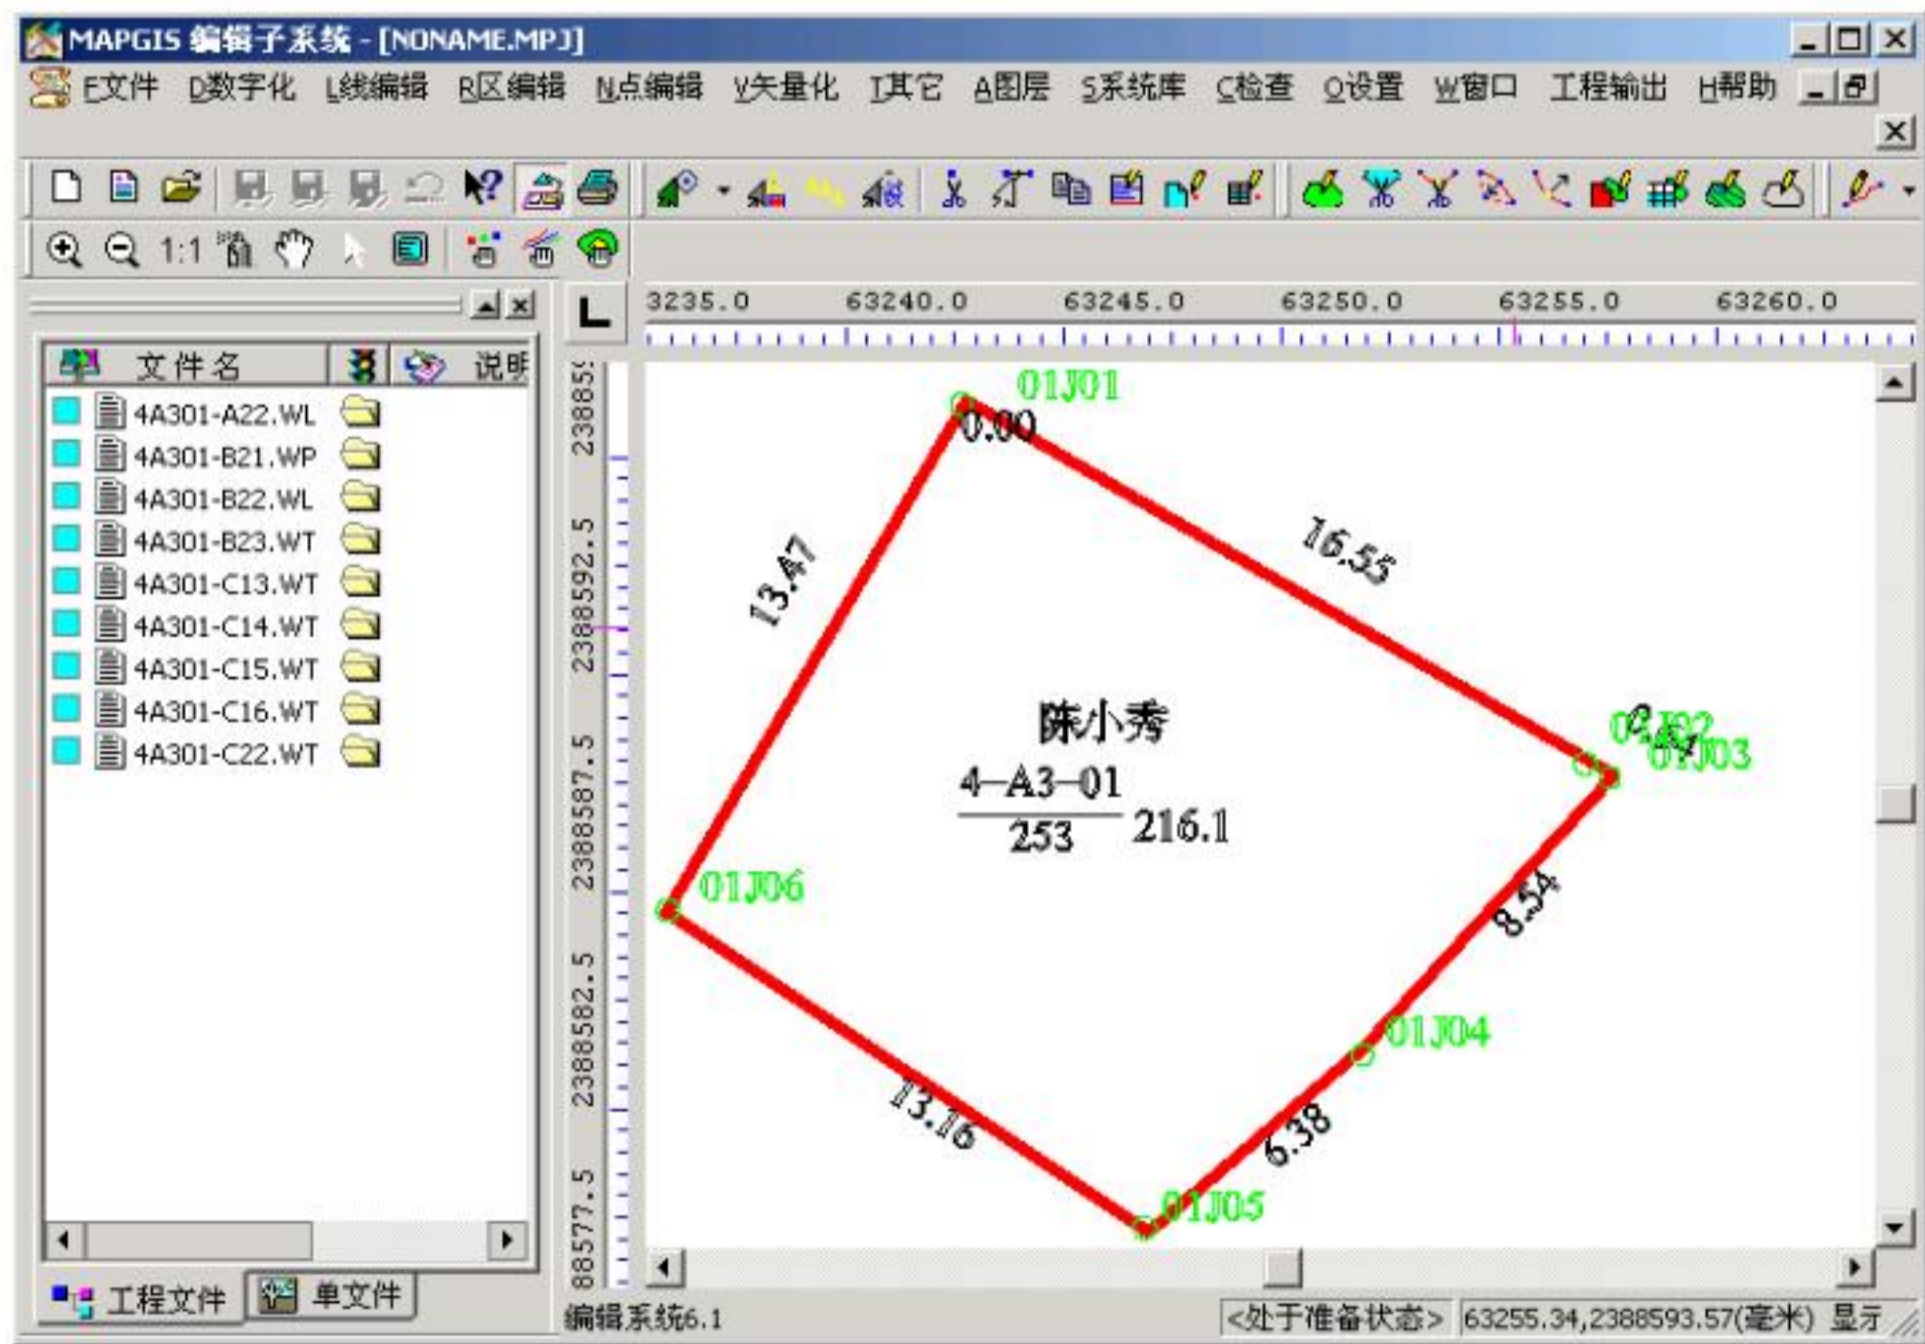 MAPGIS 编辑子系统 - [NONAME.MPJ]
F文件 D数字化 L线编辑 R区编辑 N点编辑 V矢量化 T其它 A图层 S系统库 C检查 O设置 W窗口 工程输出 H帮助
1:1
3235.0 63240.0 63245.0 63250.0 63255.0 63260.0
文件名 说明
4A301-A22.WL
4A301-B21.WP
4A301-B22.WL
4A301-B23.WT
4A301-C13.WT
4A301-C14.WT
4A301-C15.WT
4A301-C16.WT
4A301-C22.WT
工程文件 单文件
2388592.5
2388587.5
2388582.5
88577.5
01J01
0.00
16.55
13.47
陈小秀
4-A3-01
253 216.1
01J02
01J03
01J06
8.54
01J04
13.16
6.38
01J05
编辑系统6.1 <处于准备状态> 63255.34,2388593.57(毫米) 显示